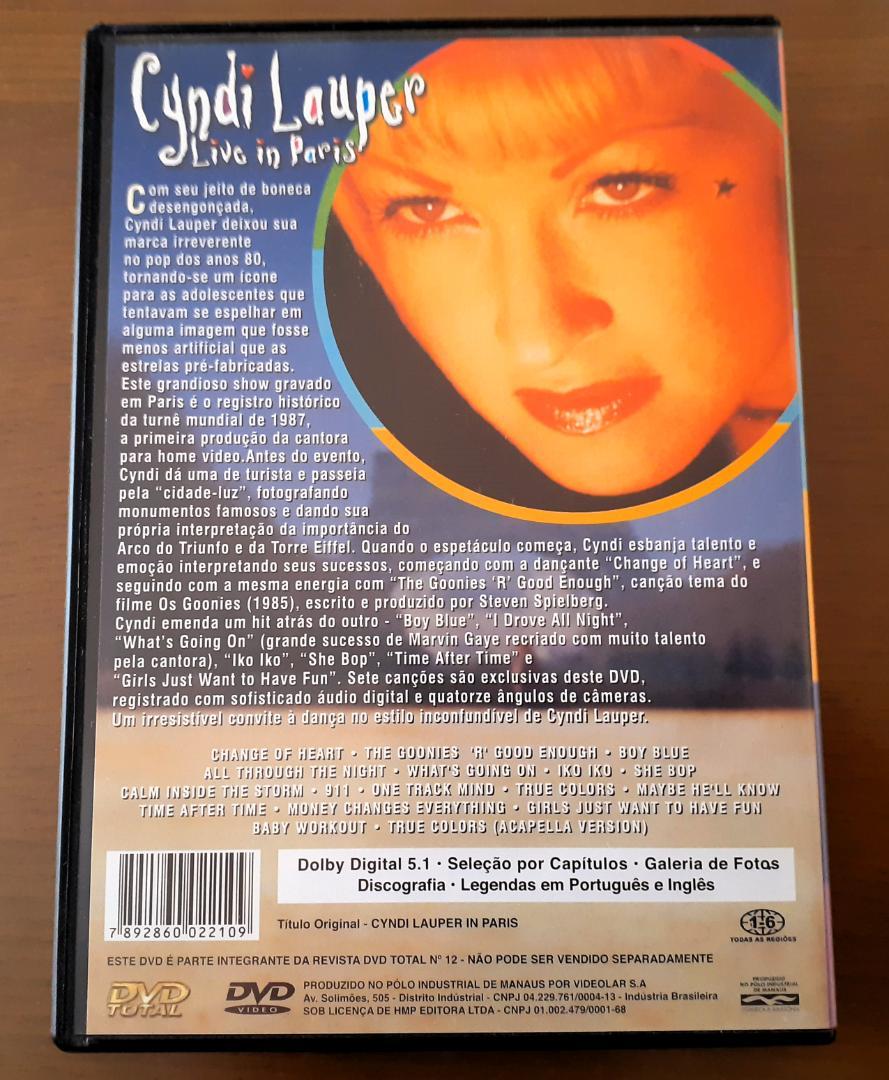 Cyndi Lauper
Live in Paris
Com seu jeito de boneca
desengonçada,
Cyndi Lauper deixou sua
marca irreverente
no pop dos anos 80,
tornando-se um ícone
para as adolescentes que
tentavam se espelhar em
alguma imagem que fosse
menos artificial que as
estrelas pré-fabricadas.
Este grandioso show gravado
em Paris é o registro histórico
da turnê mundial de 1987,
a primeira produção da cantora
para home video.Antes do evento,
Cyndi dá uma de turista e passeia
pela “cidade-luz”, fotografando
monumentos famosos e dando sua
própria interpretação da importância do
Arco do Triunfo e da Torre Eiffel. Quando o espetáculo começa, Cyndi esbanja talento e
emoção interpretando seus sucessos, começando com a dançante “Change of Heart”, e
seguindo com a mesma energia com “The Goonies ‘R’ Good Enough”, canção tema do
filme Os Goonies (1985), escrito e produzido por Steven Spielberg.
Cyndi emenda um hit atrás do outro - “Boy Blue”, “I Drove All Night”,
“What’s Going On” (grande sucesso de Marvin Gaye recriado com muito talento
pela cantora), “Iko Iko”, “She Bop”, “Time After Time” e
“Girls Just Want to Have Fun”. Sete canções são exclusivas deste DVD,
registrado com sofisticado áudio digital e quatorze ângulos de câmeras.
Um irresistível convite à dança no estilo inconfundível de Cyndi Lauper.
CHANGE OF HEART • THE GOONIES 'R' GOOD ENOUGH • BOY BLUE
ALL THROUGH THE NIGHT • WHAT'S GOING ON • IKO IKO • SHE BOP
CALM INSIDE THE STORM • 911 • ONE TRACK MIND • TRUE COLORS • MAYBE HE'LL KNOW
TIME AFTER TIME • MONEY CHANGES EVERYTHING • GIRLS JUST WANT TO HAVE FUN
BABY WORKOUT • TRUE COLORS (ACAPELLA VERSION)
Dolby Digital 5.1 • Seleção por Capítulos • Galeria de Fotos
Discografia • Legendas em Português e Inglês
7 892860 022109
Título Original - CYNDI LAUPER IN PARIS
1-6
TODAS AS REGIÕES
ESTE DVD É PARTE INTEGRANTE DA REVISTA DVD TOTAL Nº 12 - NÃO PODE SER VENDIDO SEPARADAMENTE
DVD TOTAL
DVD VIDEO
PRODUZIDO NO PÓLO INDUSTRIAL DE MANAUS POR VIDEOLAR S.A
Av. Solimões, 505 - Distrito Indústrial - CNPJ 04.229.761/0004-13 - Indústria Brasileira
SOB LICENÇA DE HMP EDITORA LTDA - CNPJ 01.002.479/0001-68
PRODUZIDO
NO PÓLO INDUSTRIAL
DE MANAUS